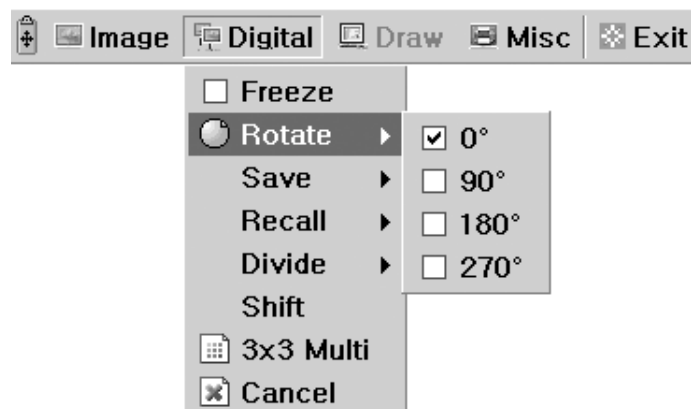 Image Digital Draw Misc Exit
Freeze
Rotate
0°
Save
90°
Recall
180°
Divide
270°
Shift
3x3 Multi
Cancel